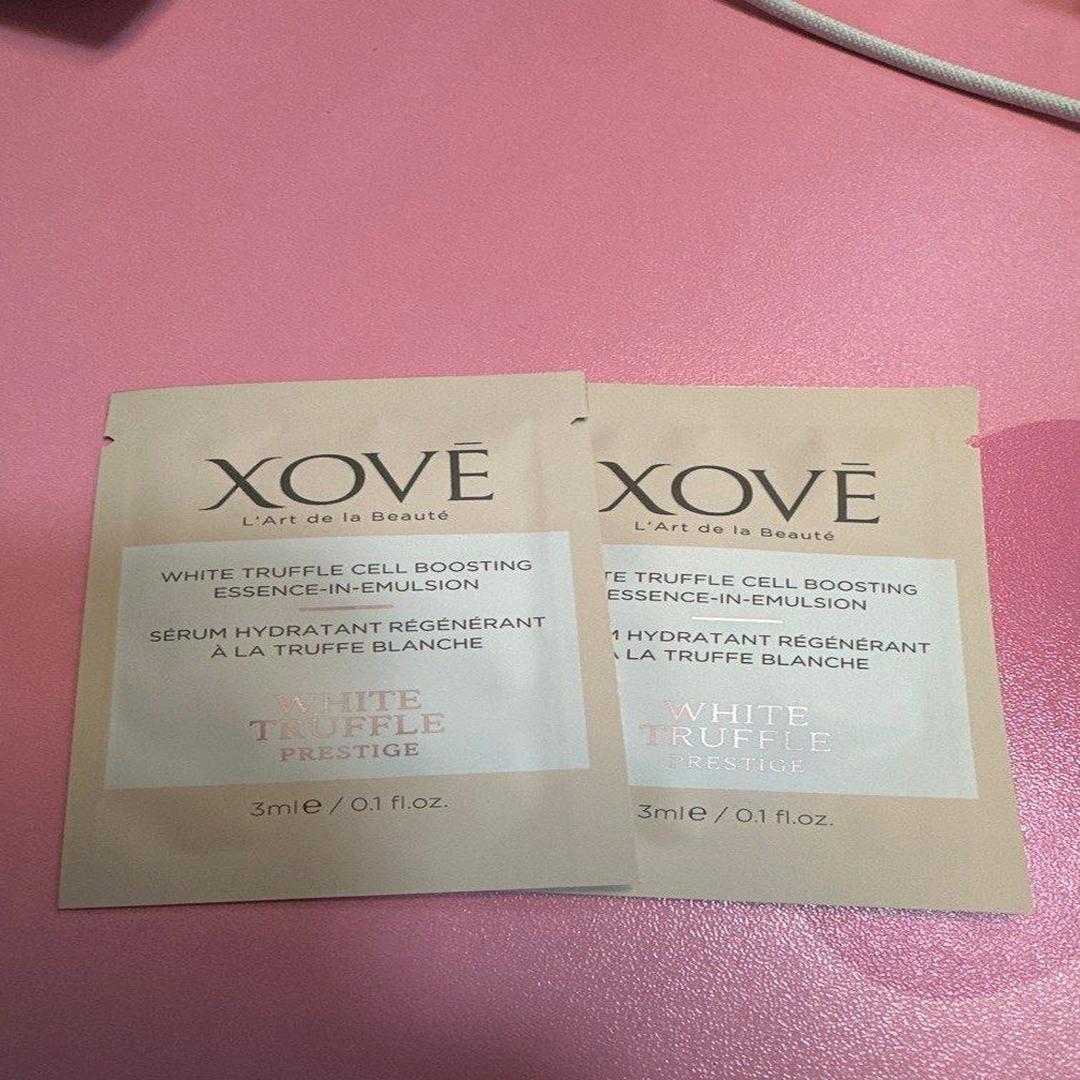 XOVĒ
L'Art de la Beauté
WHITE TRUFFLE CELL BOOSTING
ESSENCE-IN-EMULSION
SÉRUM HYDRATANT RÉGÉNÉRANT
À LA TRUFFE BLANCHE
WHITE
TRUFFLE
PRESTIGE
3ml℮ / 0.1 fl.oz.
XOVĒ
L'Art de la Beauté
TRUFFLE CELL BOOSTING
ESSENCE-IN-EMULSION
HYDRATANT RÉGÉNÉRANT
LA TRUFFE BLANCHE
WHITE
TRUFFLE
PRESTIGE
3ml℮ / 0.1 fl.oz.